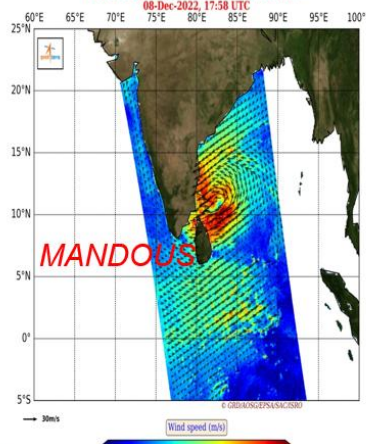 08-Dec-2022, 17:58 UTC
60°E 65°E 70°E 75°E 80°E 85°E 90°E 95°E 100°
25°N
20°N
15°N
10°N
MANDOUS
5°N
0°
5°S
© GRD/AOSG/EPSA/SAC/ISRO
30m/s
Wind speed (m/s)